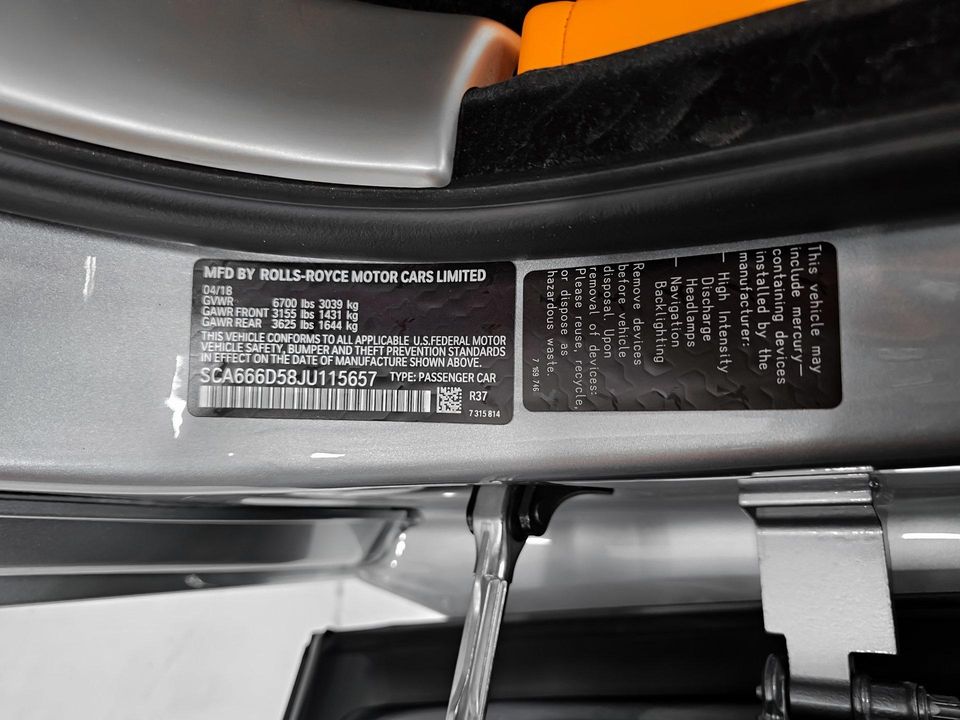 MFD BY ROLLS-ROYCE MOTOR CARS LIMITED
04/18
GVWR 6700 lbs 3039 kg
GAWR FRONT 3155 lbs 1431 kg
GAWR REAR 3625 lbs 1644 kg
THIS VEHICLE CONFORMS TO ALL APPLICABLE U.S.FEDERAL MOTOR
VEHICLE SAFETY, BUMPER AND THEFT PREVENTION STANDARDS
IN EFFECT ON THE DATE OF MANUFACTURE SHOWN ABOVE.
SCA666D58JU115657 TYPE: PASSENGER CAR
R37
7 315 814
This vehicle may
include mercury–
containing devices
installed by the
manufacturer:
– High Intensity
Discharge
Headlamps
– Navigation
Backlighting
Remove devices
before vehicle
disposal. Upon
removal of devices:
Please reuse, recycle,
or dispose as
hazardous waste.
7 169 746